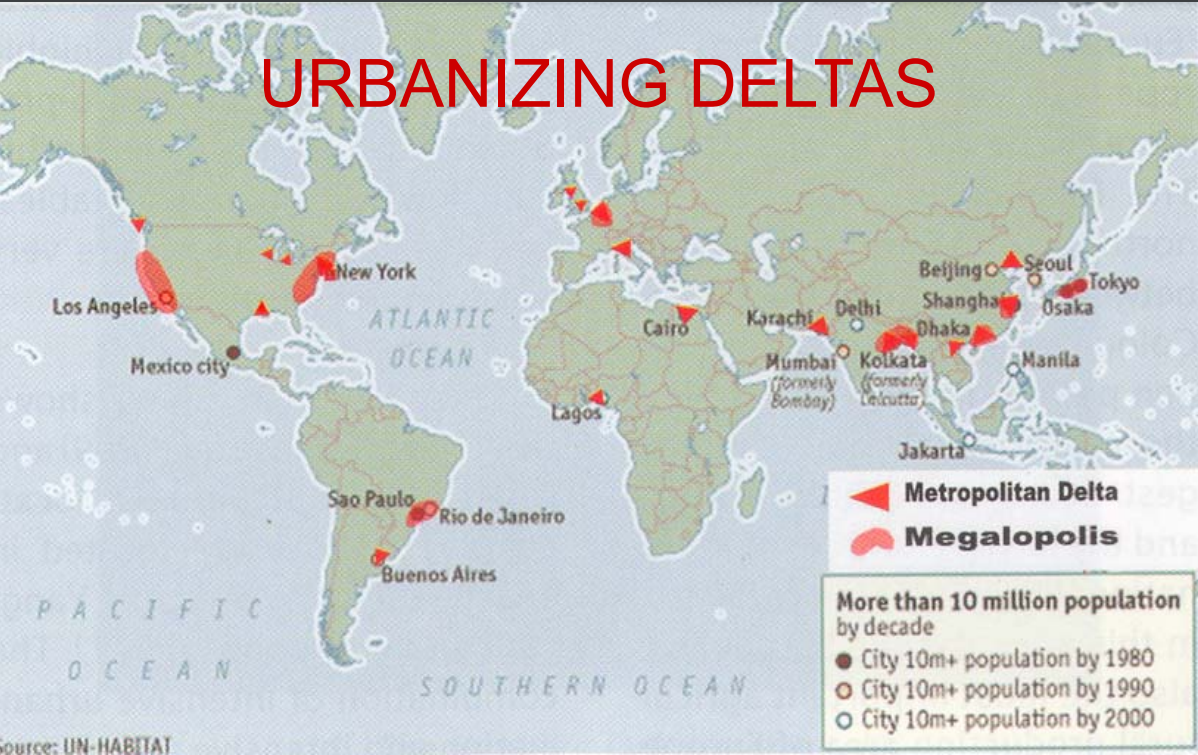 URBANIZING DELTAS
New York
Los Angeles
Mexico city
ATLANTIC
OCEAN
Cairo
Lagos
Sao Paulo
Rio de Janeiro
Buenos Aires
Karachi
Delhi
Mumbai
(formerly
Bombay)
Kolkata
(formerly
Calcutta)
Dhaka
Beijing
Seoul
Tokyo
Osaka
Shanghai
Manila
Jakarta
PACIFIC
OCEAN
SOUTHERN OCEAN
Metropolitan Delta
Megalopolis
More than 10 million population
by decade
City 10m+ population by 1980
City 10m+ population by 1990
City 10m+ population by 2000
Source: UN-HABITAT